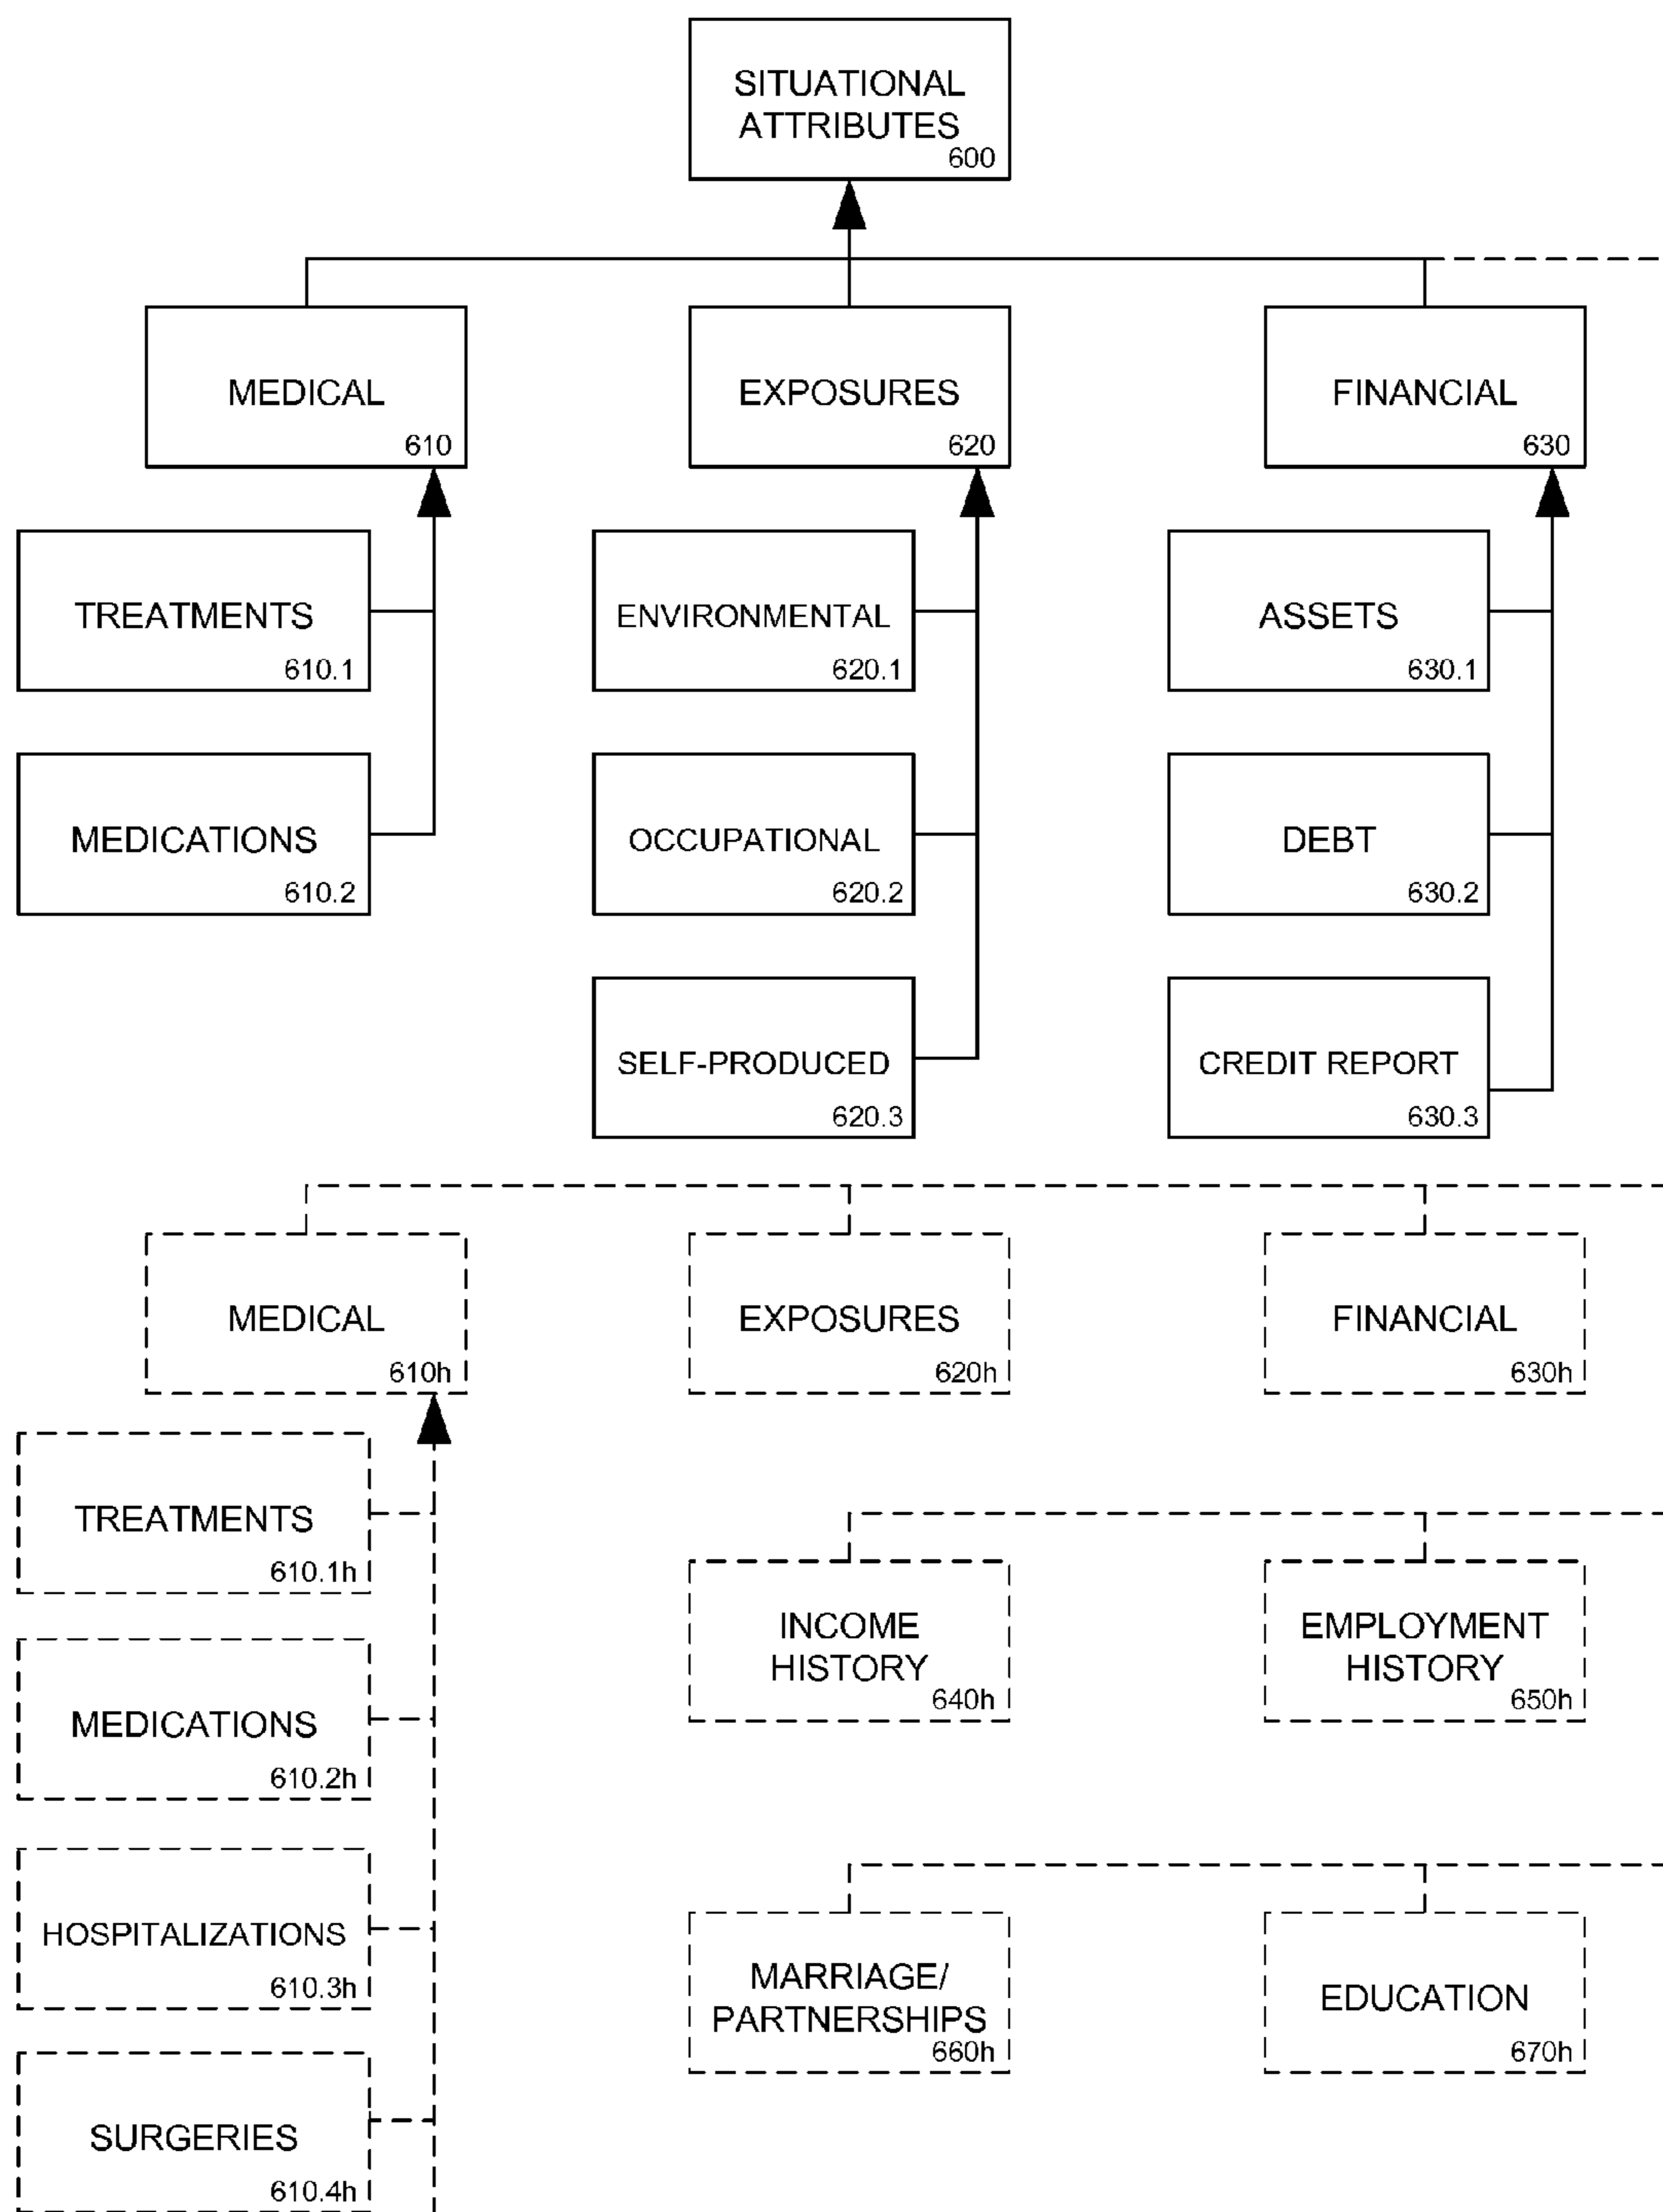 SITUATIONAL
ATTRIBUTES
600
MEDICAL
610
EXPOSURES
620
FINANCIAL
630
TREATMENTS
610.1
ENVIRONMENTAL
620.1
ASSETS
630.1
MEDICATIONS
610.2
OCCUPATIONAL
620.2
DEBT
630.2
SELF-PRODUCED
620.3
CREDIT REPORT
630.3
MEDICAL
610h
EXPOSURES
620h
FINANCIAL
630h
TREATMENTS
610.1h
INCOME
HISTORY
640h
EMPLOYMENT
HISTORY
650h
MEDICATIONS
610.2h
HOSPITALIZATIONS
610.3h
MARRIAGE/
PARTNERSHIPS
660h
EDUCATION
670h
SURGERIES
610.4h